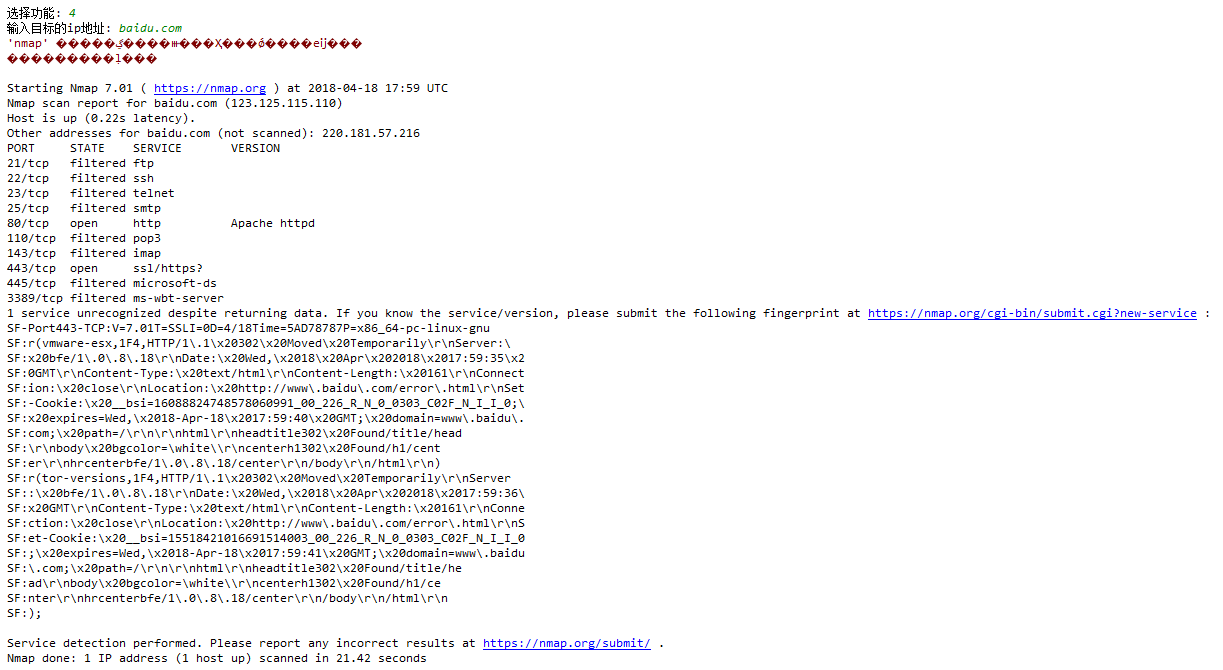 选择功能: 4
输入目标的ip地址: baidu.com
'nmap'
Starting Nmap 7.01 ( https://nmap.org ) at 2018-04-18 17:59 UTC
Nmap scan report for baidu.com (123.125.115.110)
Host is up (0.22s latency).
Other addresses for baidu.com (not scanned): 220.181.57.216
PORT     STATE    SERVICE       VERSION
21/tcp   filtered ftp
22/tcp   filtered ssh
23/tcp   filtered telnet
25/tcp   filtered smtp
80/tcp   open     http          Apache httpd
110/tcp  filtered pop3
143/tcp  filtered imap
443/tcp  open     ssl/https?
445/tcp  filtered microsoft-ds
3389/tcp filtered ms-wbt-server
1 service unrecognized despite returning data. If you know the service/version, please submit the following fingerprint at https://nmap.org/cgi-bin/submit.cgi?new-service :
SF-Port443-TCP:V=7.01T=SSLI=0D=4/18Time=5AD78787P=x86_64-pc-linux-gnu
SF:r(vmware-esx,1F4,HTTP/1\.1\x20302\x20Moved\x20Temporarily\r\nServer:\
SF:x20bfe/1\.0\.8\.18\r\nDate:\x20Wed,\x2018\x20Apr\x202018\x2017:59:35\x2
SF:0GMT\r\nContent-Type:\x20text/html\r\nContent-Length:\x20161\r\nConnect
SF:ion:\x20close\r\nLocation:\x20http://www\.baidu\.com/error\.html\r\nSet
SF:-Cookie:\x20__bsi=16088824748578060991_00_226_R_N_0_0303_C02F_N_I_I_0;\
SF:x20expires=Wed,\x2018-Apr-18\x2017:59:40\x20GMT;\x20domain=www\.baidu\.
SF:com;\x20path=/\r\n\r\nhtml\r\nheadtitle302\x20Found/title/head
SF:\r\nbody\x20bgcolor=\white\\r\ncenterh1302\x20Found/h1/cent
SF:er\r\nhrcenterbfe/1\.0\.8\.18/center\r\n/body\r\n/html\r\n)
SF:r(tor-versions,1F4,HTTP/1\.1\x20302\x20Moved\x20Temporarily\r\nServer
SF::\x20bfe/1\.0\.8\.18\r\nDate:\x20Wed,\x2018\x20Apr\x202018\x2017:59:36\
SF:x20GMT\r\nContent-Type:\x20text/html\r\nContent-Length:\x20161\r\nConne
SF:ction:\x20close\r\nLocation:\x20http://www\.baidu\.com/error\.html\r\nS
SF:et-Cookie:\x20__bsi=15518421016691514003_00_226_R_N_0_0303_C02F_N_I_I_0
SF:;\x20expires=Wed,\x2018-Apr-18\x2017:59:41\x20GMT;\x20domain=www\.baidu
SF:\.com;\x20path=/\r\n\r\nhtml\r\nheadtitle302\x20Found/title/he
SF:ad\r\nbody\x20bgcolor=\white\\r\ncenterh1302\x20Found/h1/ce
SF:nter\r\nhrcenterbfe/1\.0\.8\.18/center\r\n/body\r\n/html\r\n
SF:);
Service detection performed. Please report any incorrect results at https://nmap.org/submit/ .
Nmap done: 1 IP address (1 host up) scanned in 21.42 seconds